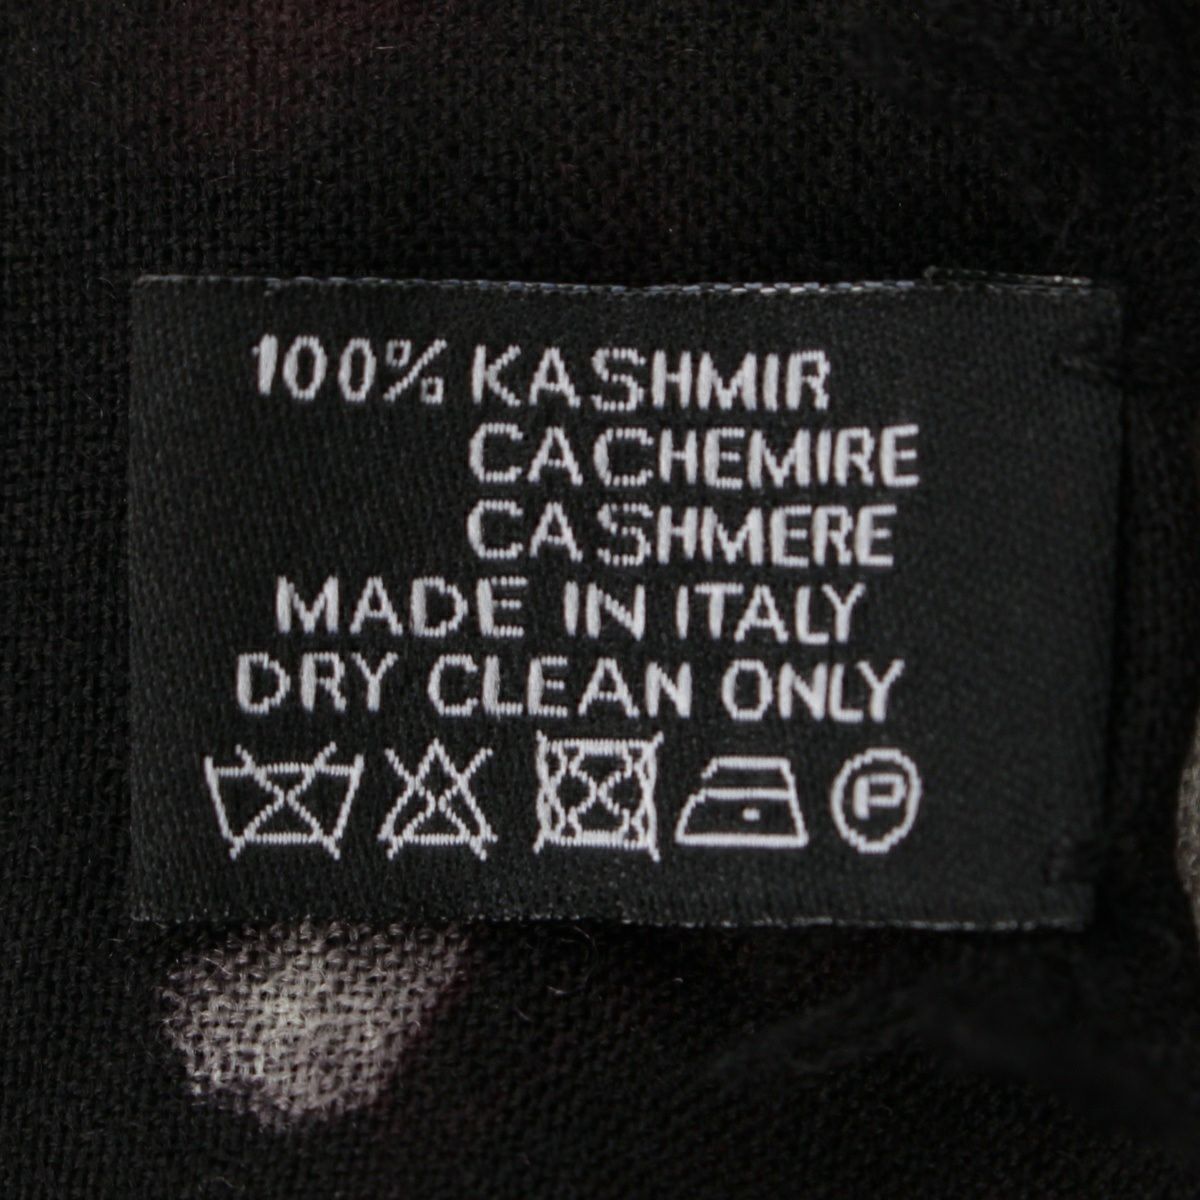 100% KASHMIR
CACHEMIRE
CASHMERE
MADE IN ITALY
DRY CLEAN ONLY
P